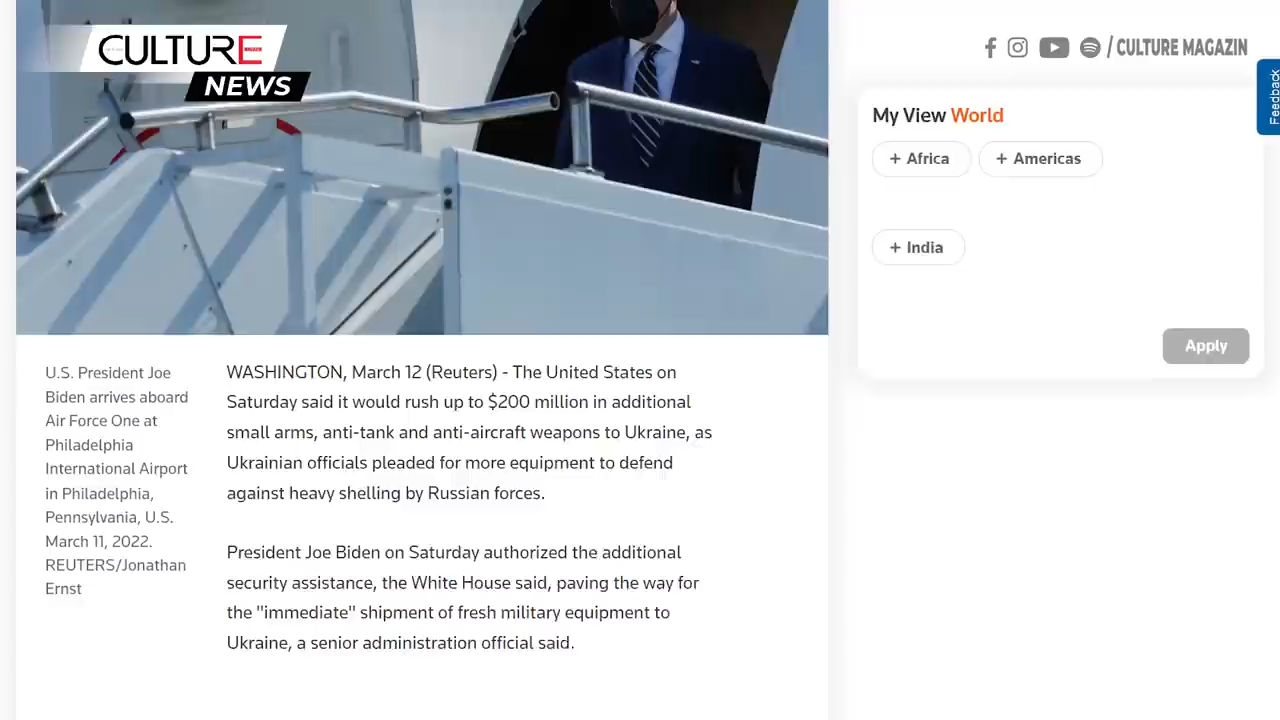 CULTURE
NEWS
/ CULTURE MAGAZIN
Feedback
My View World
+ Africa
+ Americas
+ India
Apply
U.S. President Joe
Biden arrives aboard
Air Force One at
Philadelphia
International Airport
in Philadelphia,
Pennsylvania, U.S.
March 11, 2022.
REUTERS/Jonathan
Ernst
WASHINGTON, March 12 (Reuters) - The United States on
Saturday said it would rush up to $200 million in additional
small arms, anti-tank and anti-aircraft weapons to Ukraine, as
Ukrainian officials pleaded for more equipment to defend
against heavy shelling by Russian forces.
President Joe Biden on Saturday authorized the additional
security assistance, the White House said, paving the way for
the "immediate" shipment of fresh military equipment to
Ukraine, a senior administration official said.